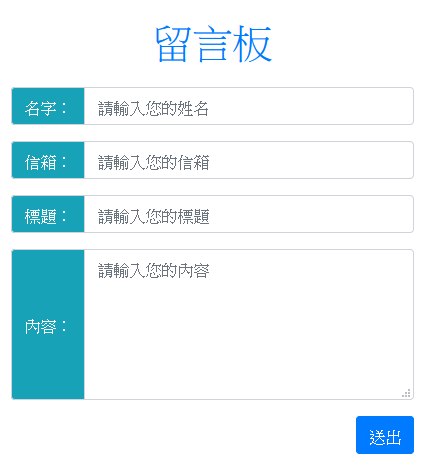 留言板
名字： 請輸入您的姓名
信箱： 請輸入您的信箱
標題： 請輸入您的標題
內容： 請輸入您的內容
送出